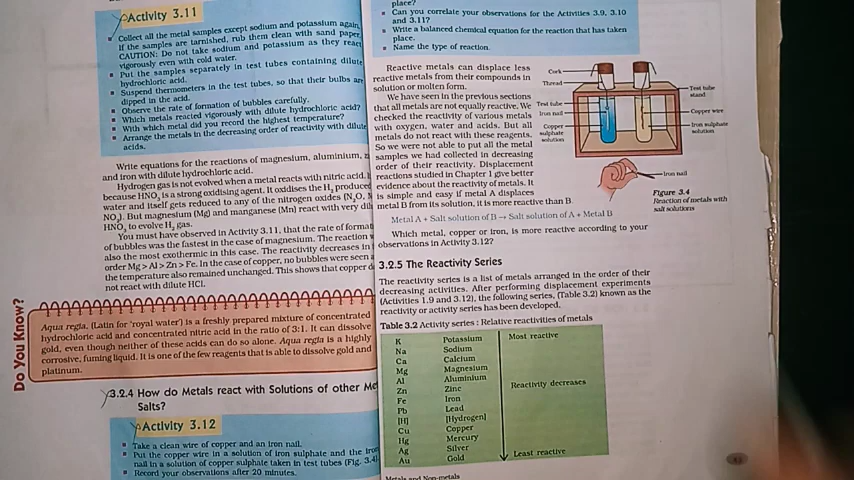 Activity 3.11
Collect all the metal samples except sodium and potassium again.
If the samples are tarnished, rub them clean with sand paper.
CAUTION: Do not take sodium and potassium as they react
vigorously even with cold water.
Put the samples separately in test tubes containing dilute
hydrochloric acid.
Suspend thermometers in the test tubes, so that their bulbs are
dipped in the acid.
Observe the rate of formation of bubbles carefully.
Which metals reacted vigorously with dilute hydrochloric acid?
With which metal did you record the highest temperature?
Arrange the metals in the decreasing order of reactivity with dilute
acids.
Write equations for the reactions of magnesium, aluminium,
and iron with dilute hydrochloric acid.
Hydrogen gas is not evolved when a metal reacts with nitric acid.
because HNO3 is a strong oxidising agent. It oxidises the H2 produced
water and itself gets reduced to any of the nitrogen oxides (N2O,
NO2). But magnesium (Mg) and manganese (Mn) react with very
HNO3 to evolve H2 gas.
You must have observed in Activity 3.11, that the rate of
of bubbles was the fastest in the case of magnesium. The reaction
also the most exothermic in this case. The reactivity decreases in
order Mg > Al > Zn > Fe. In the case of copper, no bubbles were seen
the temperature also remained unchanged. This shows that copper
not react with dilute HCl.
Do You Know?
Aqua regia, (Latin for 'royal water') is a freshly prepared mixture of concentrated
hydrochloric acid and concentrated nitric acid in the ratio of 3:1. It can dissolve
gold, even though neither of these acids can do so alone. Aqua regia is a highly
corrosive, fuming liquid. It is one of the few reagents that is able to dissolve gold and
platinum.
3.2.4 How do Metals react with Solutions of other Me
Salts?
Activity 3.12
Take a clean wire of copper and an iron nail.
Put the copper wire in a solution of iron sulphate and the iron
nail in a solution of copper sulphate taken in test tubes (Fig. 3.4)
Record your observations after 20 minutes.
place?
Can you correlate your observations for the Activities 3.9, 3.10
and 3.11?
Write a balanced chemical equation for the reaction that has taken
place.
Name the type of reaction.
Reactive metals can displace less
reactive metals from their compounds in
solution or molten form.
We have seen in the previous sections
that all metals are not equally reactive. We
checked the reactivity of various metals
with oxygen, water and acids. But all
metals do not react with these reagents.
So we were not able to put all the metal
samples we had collected in decreasing
order of their reactivity. Displacement
reactions studied in Chapter 1 give better
evidence about the reactivity of metals. It
is simple and easy if metal A displaces
metal B from its solution, it is more reactive than B.
Metal A + Salt solution of B → Salt solution of A + Metal B
Which metal, copper or iron, is more reactive according to your
observations in Activity 3.12?
Cork
Thread
Test tube
Iron nail
Copper
sulphate
solution
Test tube
stand
Copper wire
Iron sulphate
solution
Iron nail
Figure 3.4
Reaction of metals with
salt solutions
3.2.5 The Reactivity Series
The reactivity series is a list of metals arranged in the order of their
decreasing activities. After performing displacement experiments
(Activities 1.9 and 3.12), the following series, (Table 3.2) known as the
reactivity or activity series has been developed.
Table 3.2 Activity series : Relative reactivities of metals
K Potassium Most reactive
Na Sodium
Ca Calcium
Mg Magnesium
Al Aluminium Reactivity decreases
Zn Zinc
Fe Iron
Pb Lead
[H] [Hydrogen]
Cu Copper
Hg Mercury
Ag Silver
Au Gold Least reactive
Metals and Non-metals